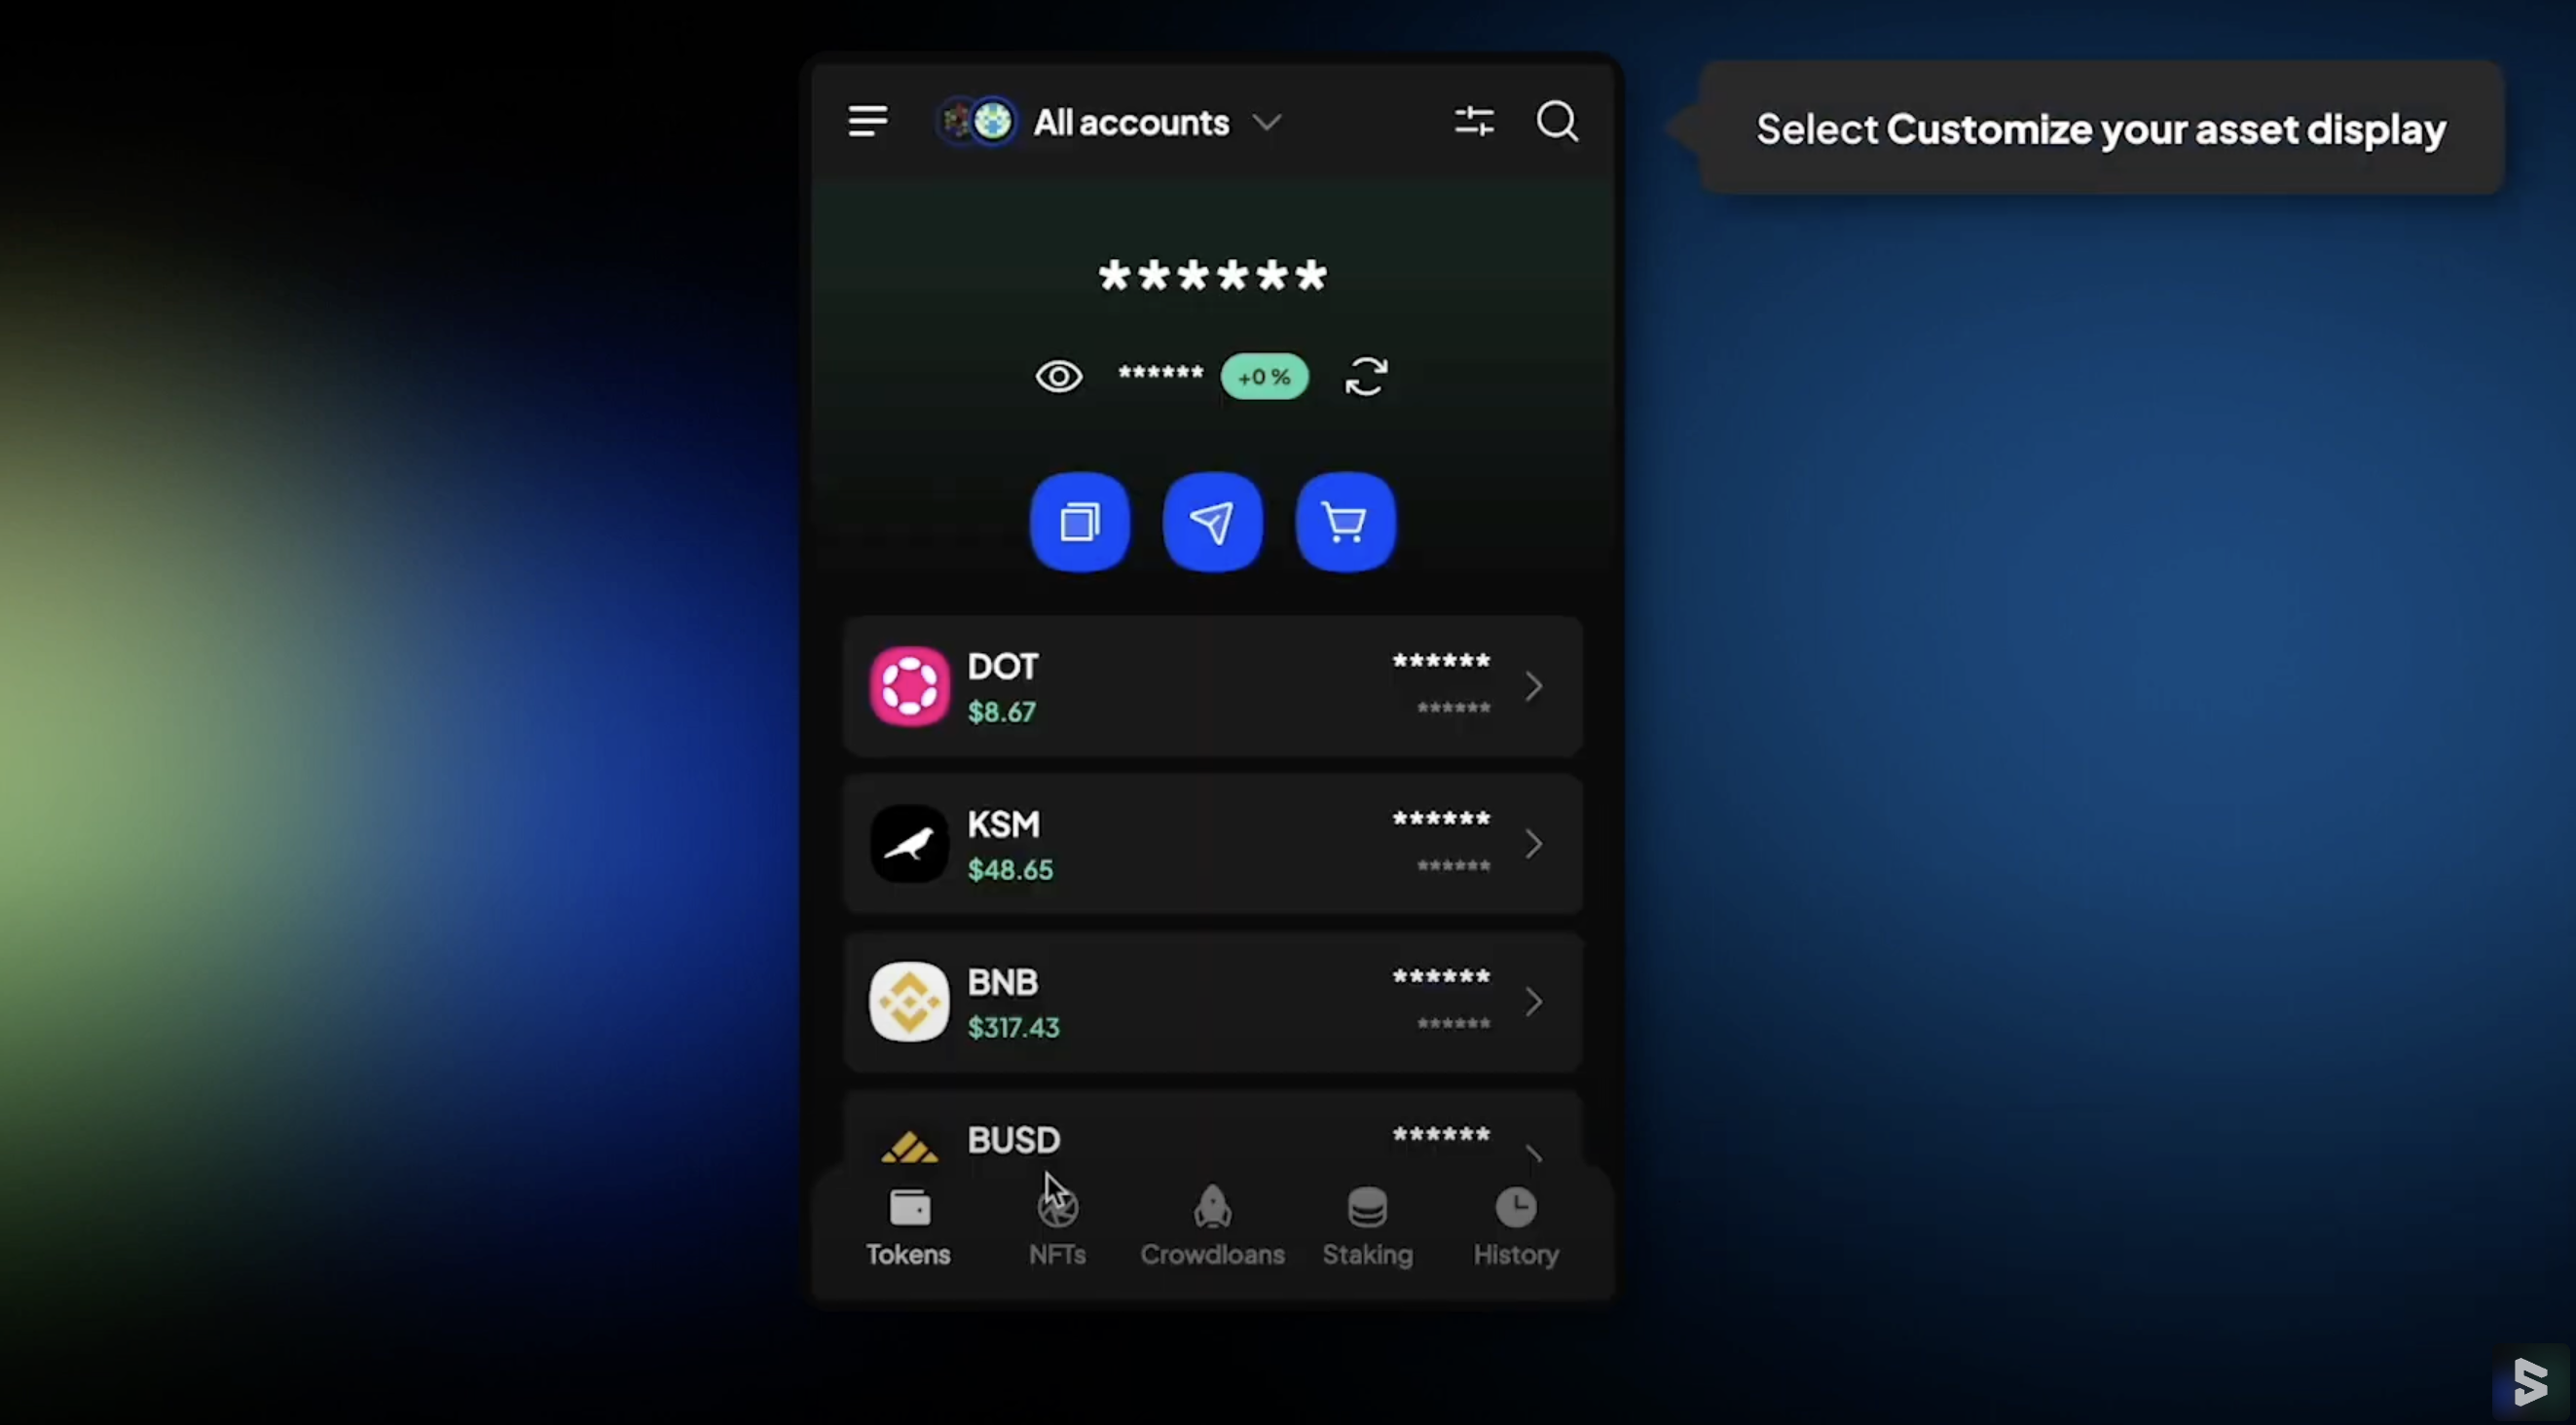 All accounts
Select Customize your asset display
******
****** +0 %
DOT ******
$8.67 ******
KSM ******
$48.65 ******
BNB ******
$317.43 ******
BUSD ******
Tokens NFTs Crowdloans Staking History